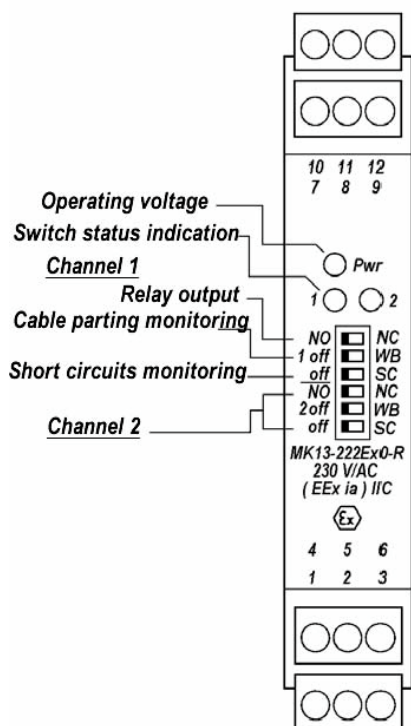 10 11 12
7 8 9
Operating voltage
Pwr
Switch status indication
Channel 1
1 2
Relay output
NO NC
Cable parting monitoring
1 off WB
Short circuits monitoring
off SC
NO NC
Channel 2
2 off WB
off SC
MK13-222Ex0-R
230 V/AC
( EEx ia ) IIC
Ex
4 5 6
1 2 3